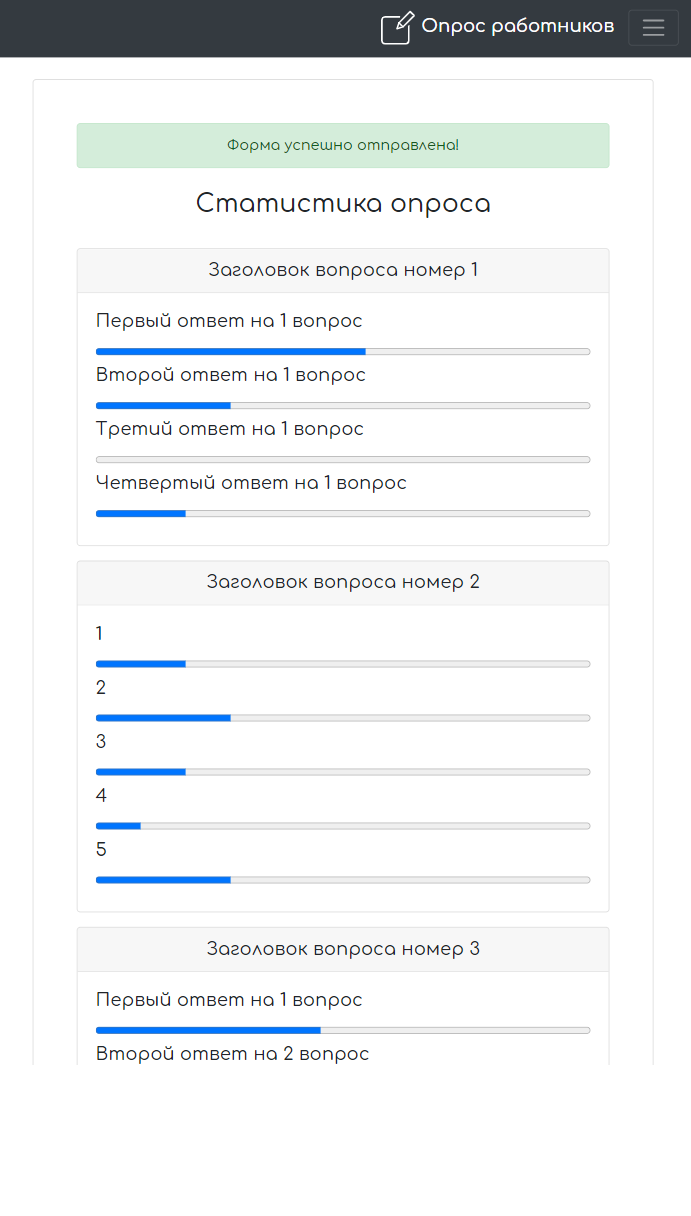 Опрос работников
Форма успешно отправлена!
Статистика опроса
Заголовок вопроса номер 1
Первый ответ на 1 вопрос
Второй ответ на 1 вопрос
Третий ответ на 1 вопрос
Четвертый ответ на 1 вопрос
Заголовок вопроса номер 2
1
2
3
4
5
Заголовок вопроса номер 3
Первый ответ на 1 вопрос
Второй ответ на 2 вопрос